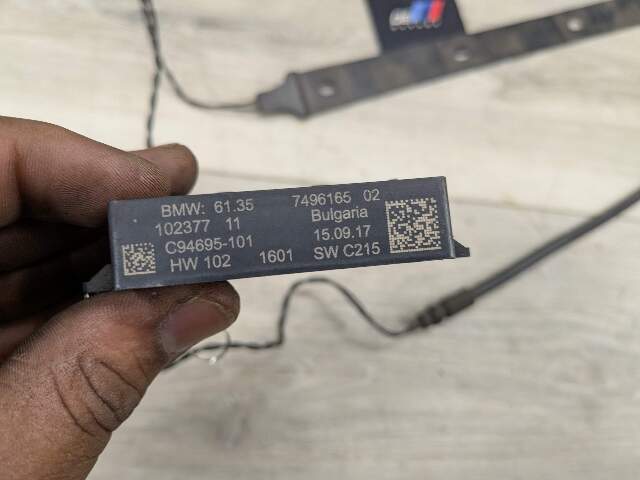 BMW: 61.35 7496165 02
102377 11 Bulgaria
C94695-101 15.09.17
HW 102 1601 SW C215